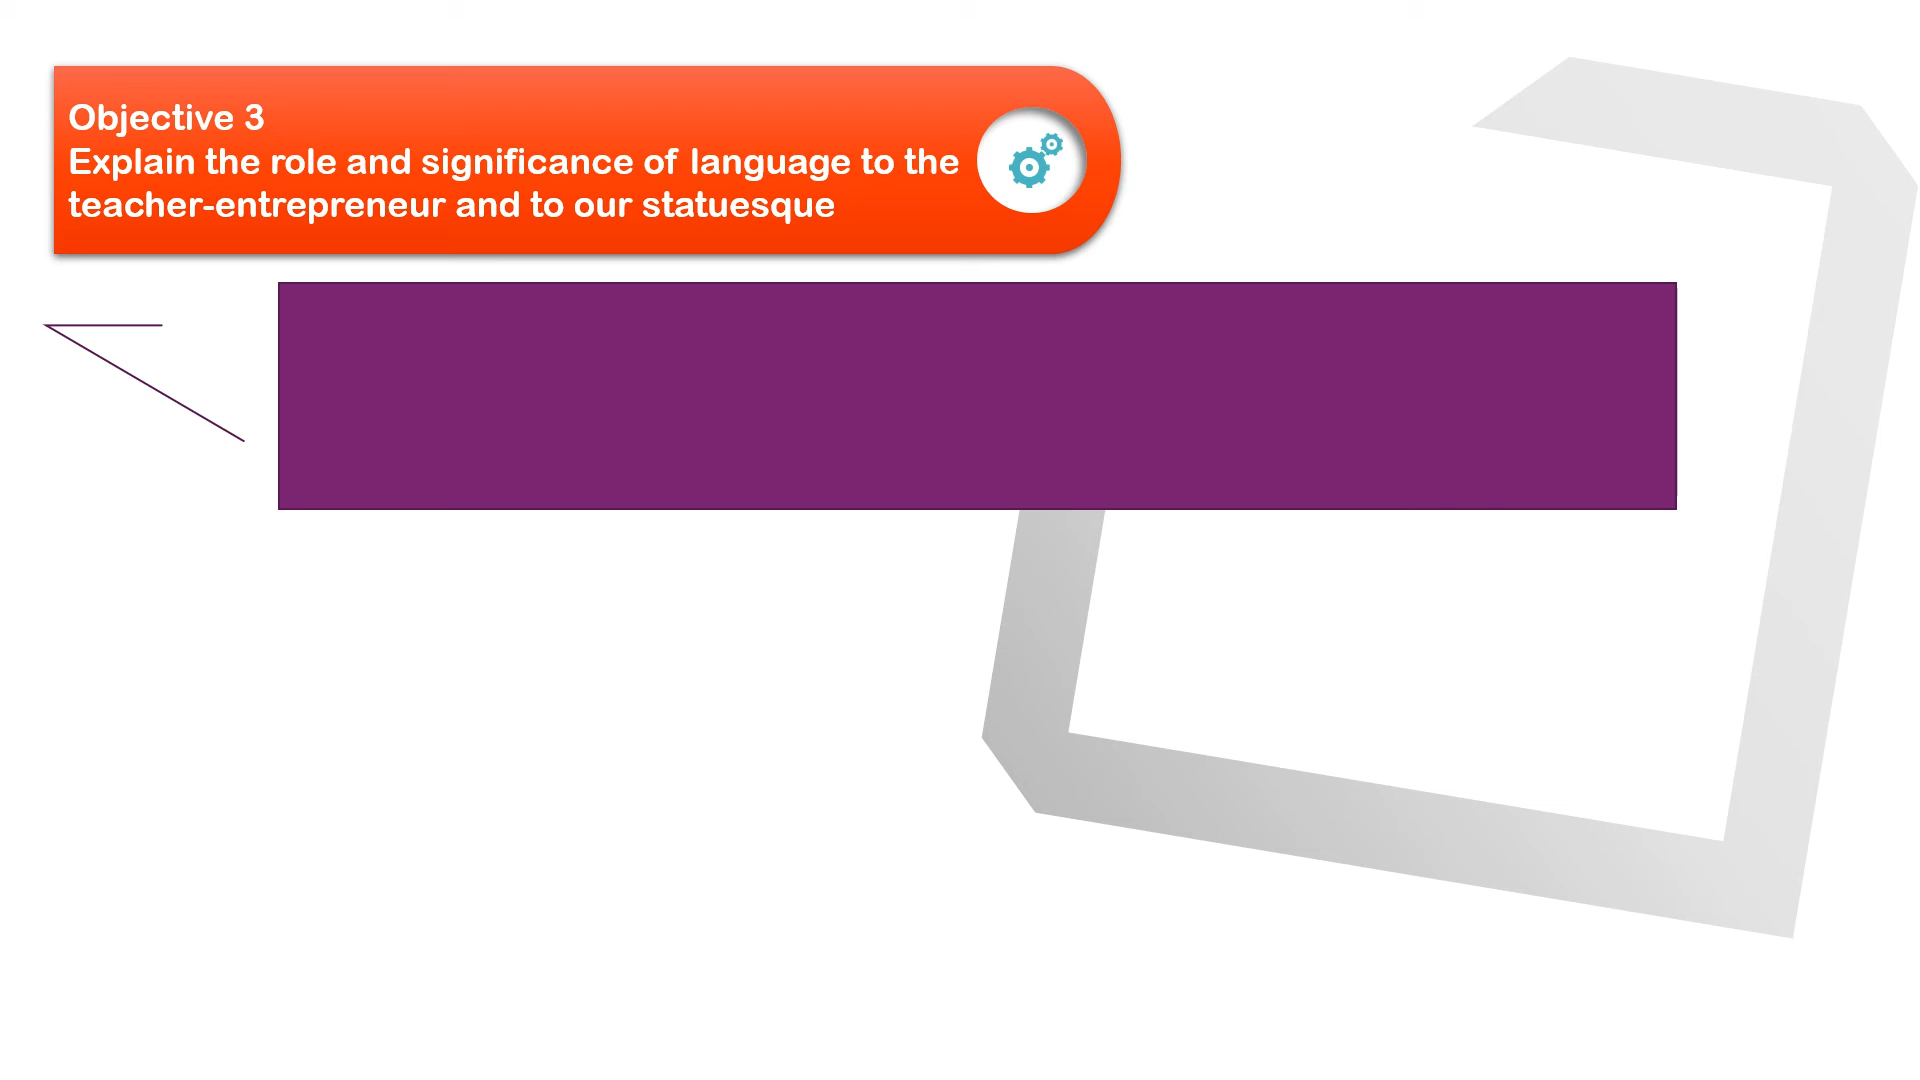 Objective 3
Explain the role and significance of language to the
teacher-entrepreneur and to our statuesque